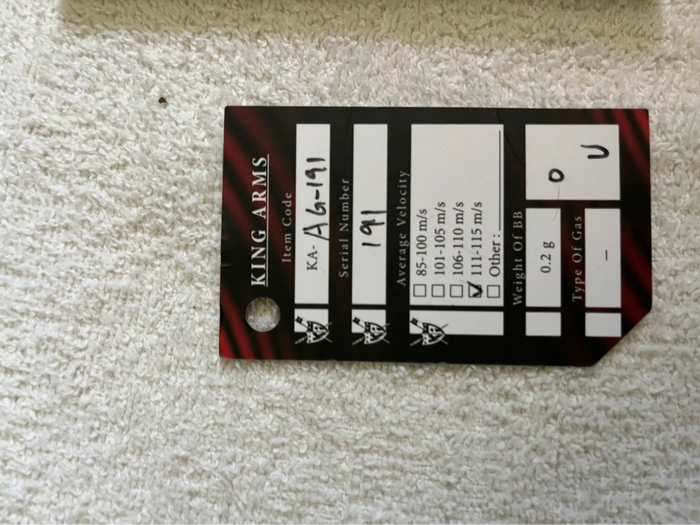 KING ARMS
Item Code
KA- AG-191
Serial Number
191
Average Velocity
85-100 m/s
101-105 m/s
106-110 m/s
111-115 m/s
Other :
Weight Of BB
0.2 g
Type Of Gas
-